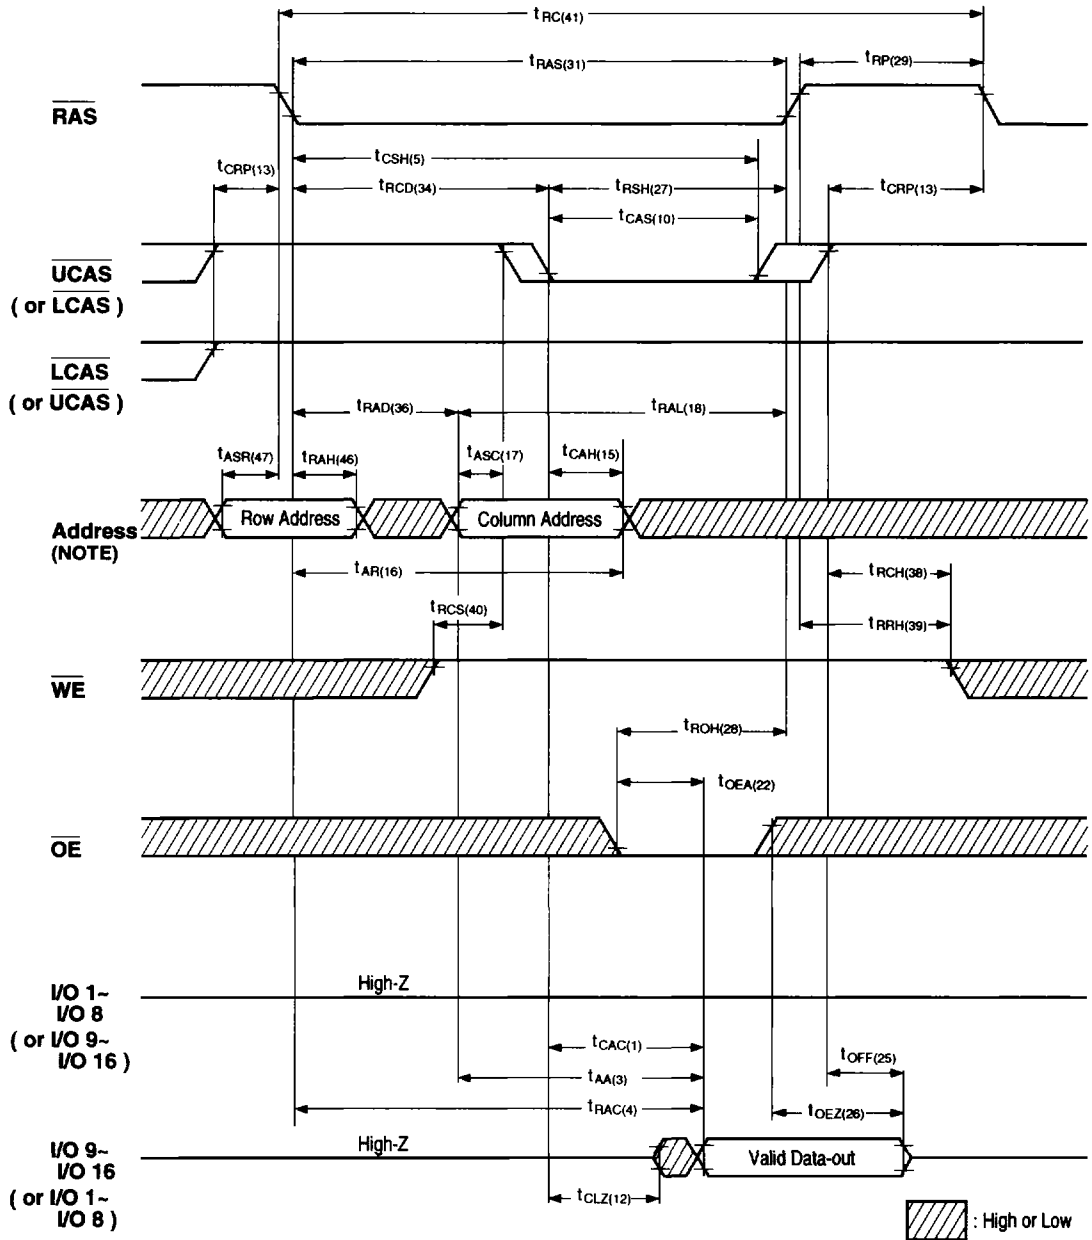 tRC(41)
tRAS(31)
tRP(29)
RAS
tCSH(5)
tCRP(13)
tRCD(34)
tRSH(27)
tCRP(13)
tCAS(10)
UCAS
( or LCAS )
LCAS
( or UCAS )
tRAD(36)
tRAL(18)
tASR(47)
tRAH(46)
tASC(17)
tCAH(15)
Address
(NOTE)
Row Address
Column Address
tAR(16)
tRCH(38)
tRCS(40)
tRRH(39)
WE
tROH(28)
tOEA(22)
OE
I/O 1~
I/O 8
( or I/O 9~
I/O 16 )
High-Z
tCAC(1)
tOFF(25)
tAA(3)
tRAC(4)
tOEZ(26)
I/O 9~
I/O 16
( or I/O 1~
I/O 8 )
High-Z
Valid Data-out
tCLZ(12)
: High or Low